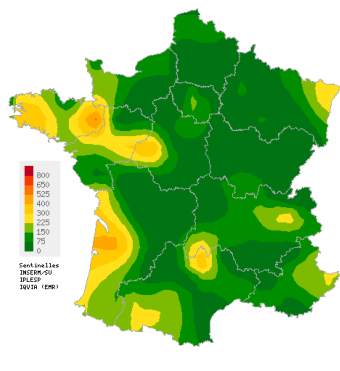 800
650
525
400
300
225
150
75
0
Sentinelles
INSERM/SU
IPLESP
IQVIA (EMR)